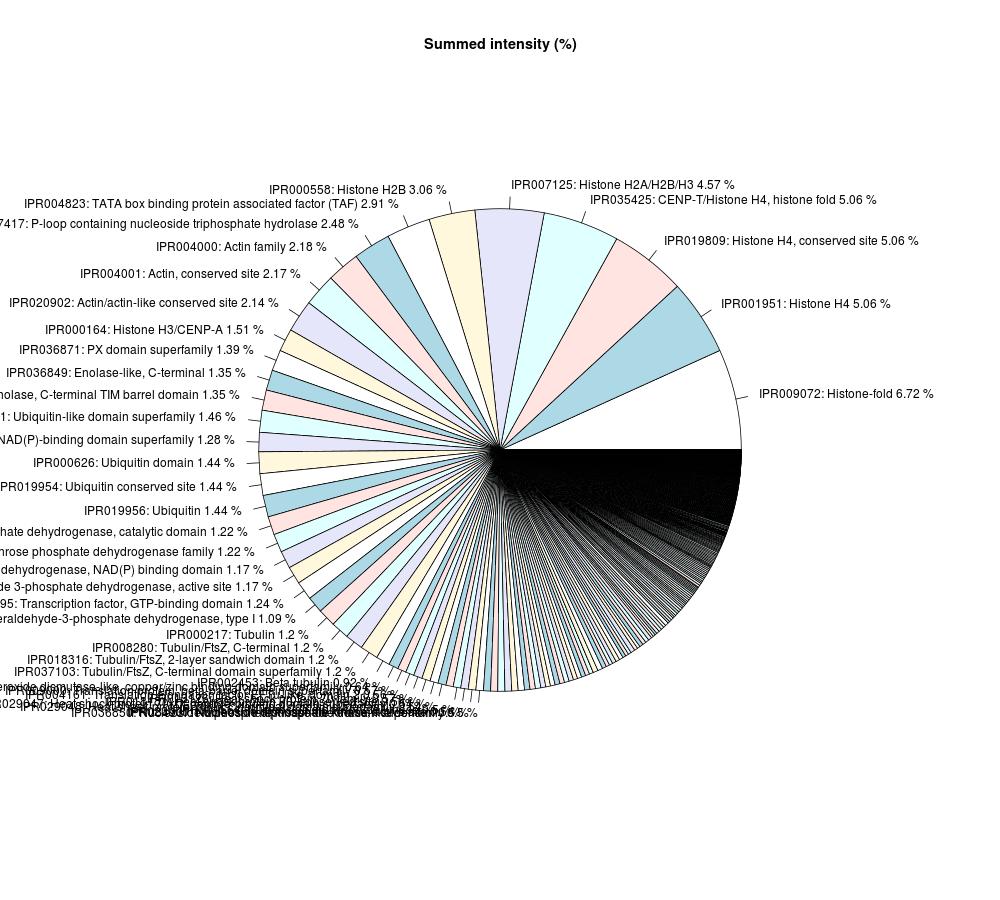 Summed intensity (%)
IPR007125: Histone H2A/H2B/H3 4.57 %
IPR000558: Histone H2B 3.06 %
IPR035425: CENP-T/Histone H4, histone fold 5.06 %
IPR004823: TATA box binding protein associated factor (TAF) 2.91 %
7417: P-loop containing nucleoside triphosphate hydrolase 2.48 %
IPR019809: Histone H4, conserved site 5.06 %
IPR004000: Actin family 2.18 %
IPR004001: Actin, conserved site 2.17 %
IPR020902: Actin/actin-like conserved site 2.14 %
IPR001951: Histone H4 5.06 %
IPR000164: Histone H3/CENP-A 1.51 %
IPR036871: PX domain superfamily 1.39 %
IPR036849: Enolase-like, C-terminal 1.35 %
nolase, C-terminal TIM barrel domain 1.35 %
IPR009072: Histone-fold 6.72 %
1: Ubiquitin-like domain superfamily 1.46 %
NAD(P)-binding domain superfamily 1.28 %
IPR000626: Ubiquitin domain 1.44 %
PR019954: Ubiquitin conserved site 1.44 %
IPR019956: Ubiquitin 1.44 %
hate dehydrogenase, catalytic domain 1.22 %
nrose phosphate dehydrogenase family 1.22 %
dehydrogenase, NAD(P) binding domain 1.17 %
de 3-phosphate dehydrogenase, active site 1.17 %
95: Transcription factor, GTP-binding domain 1.24 %
eraldehyde-3-phosphate dehydrogenase, type I 1.09 %
IPR000217: Tubulin 1.2 %
IPR008280: Tubulin/FtsZ, C-terminal 1.2 %
IPR018316: Tubulin/FtsZ, 2-layer sandwich domain 1.2 %
IPR037103: Tubulin/FtsZ, C-terminal domain superfamily 1.2 %
IPR002453: Beta tubulin 0.92 %